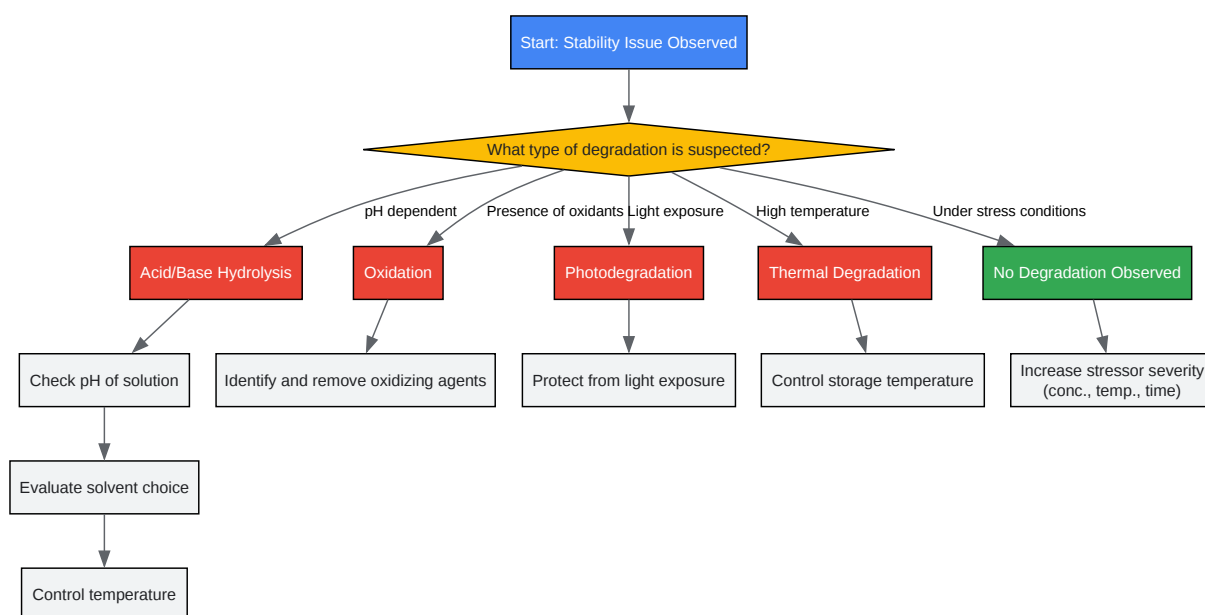 Start: Stability Issue Observed
What type of degradation is suspected?
pH dependent
Presence of oxidants
Light exposure
High temperature
Under stress conditions
Acid/Base Hydrolysis
Oxidation
Photodegradation
Thermal Degradation
No Degradation Observed
Check pH of solution
Identify and remove oxidizing agents
Protect from light exposure
Control storage temperature
Increase stressor severity
(conc., temp., time)
Evaluate solvent choice
Control temperature